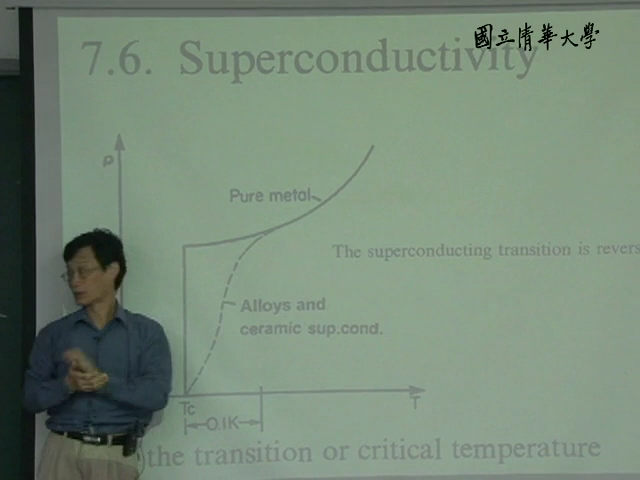 國立清華大學
7.6. Superconductivity
ρ
Pure metal
The superconducting transition is revers
Alloys and
ceramic sup.cond.
Tc
T
0.1K
the transition or critical temperature